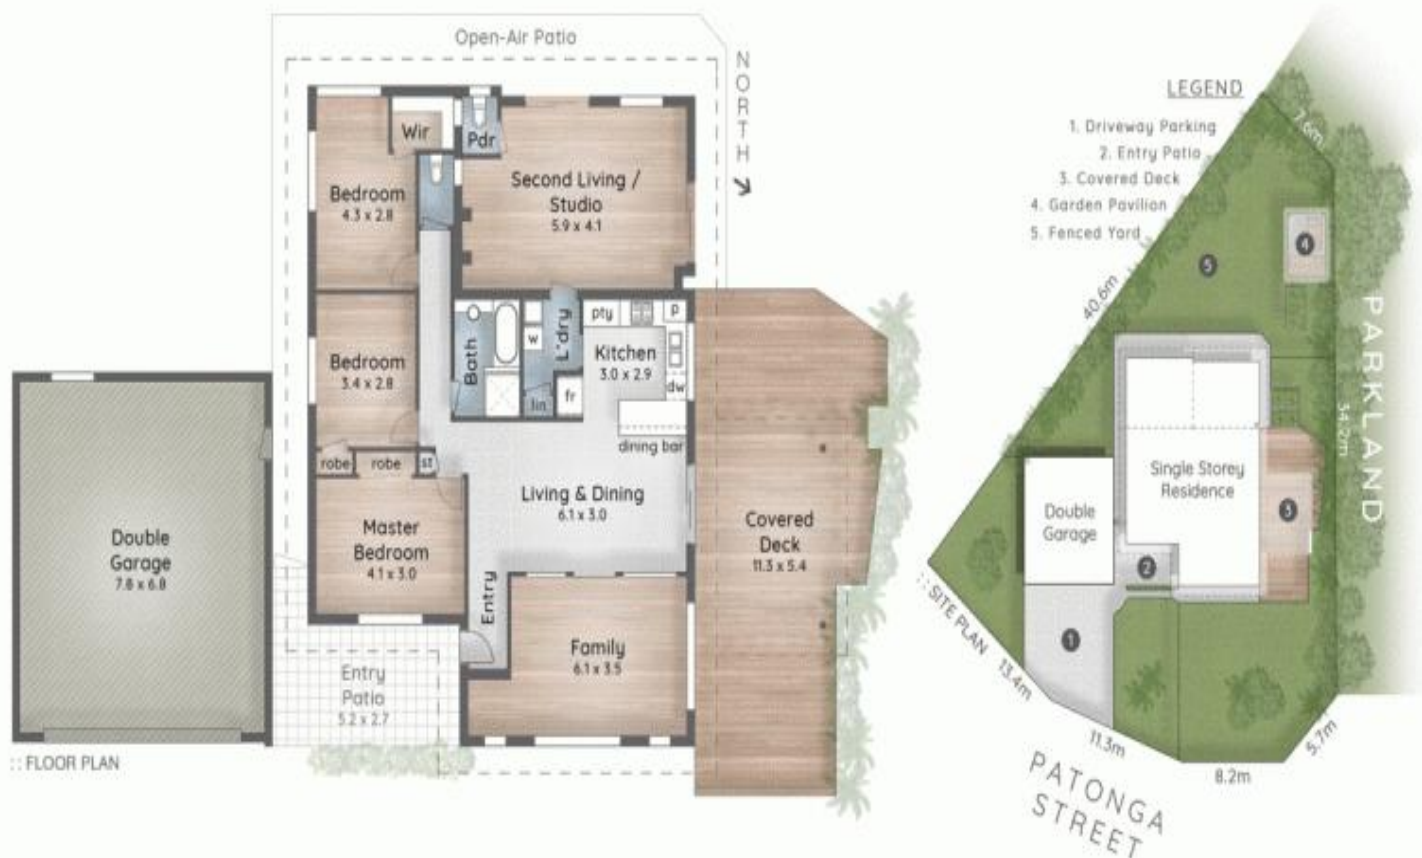 Open-Air Patio
NORTH
Wir
Pdr
Bedroom
4.3 x 2.8
Second Living /
Studio
5.9 x 4.1
Bedroom
3.4 x 2.8
Bath
w
L'dry
lin
fr
pty
p
Kitchen
3.0 x 2.9
dw
dining bar
robe
robe
st
Living & Dining
6.1 x 3.0
Master
Bedroom
4.1 x 3.0
Entry
Family
6.1 x 3.5
Covered
Deck
11.3 x 5.4
Double
Garage
7.8 x 6.8
Entry
Patio
5.2 x 2.7
:: FLOOR PLAN
LEGEND
1. Driveway Parking
2. Entry Patio
3. Covered Deck
4. Garden Pavilion
5. Fenced Yard
7.6m
4
5
40.6m
PARKLAND
34.2m
Single Storey
Residence
Double
Garage
3
2
1
:: SITE PLAN
13.4m
11.3m
8.2m
5.7m
PATONGA
STREET